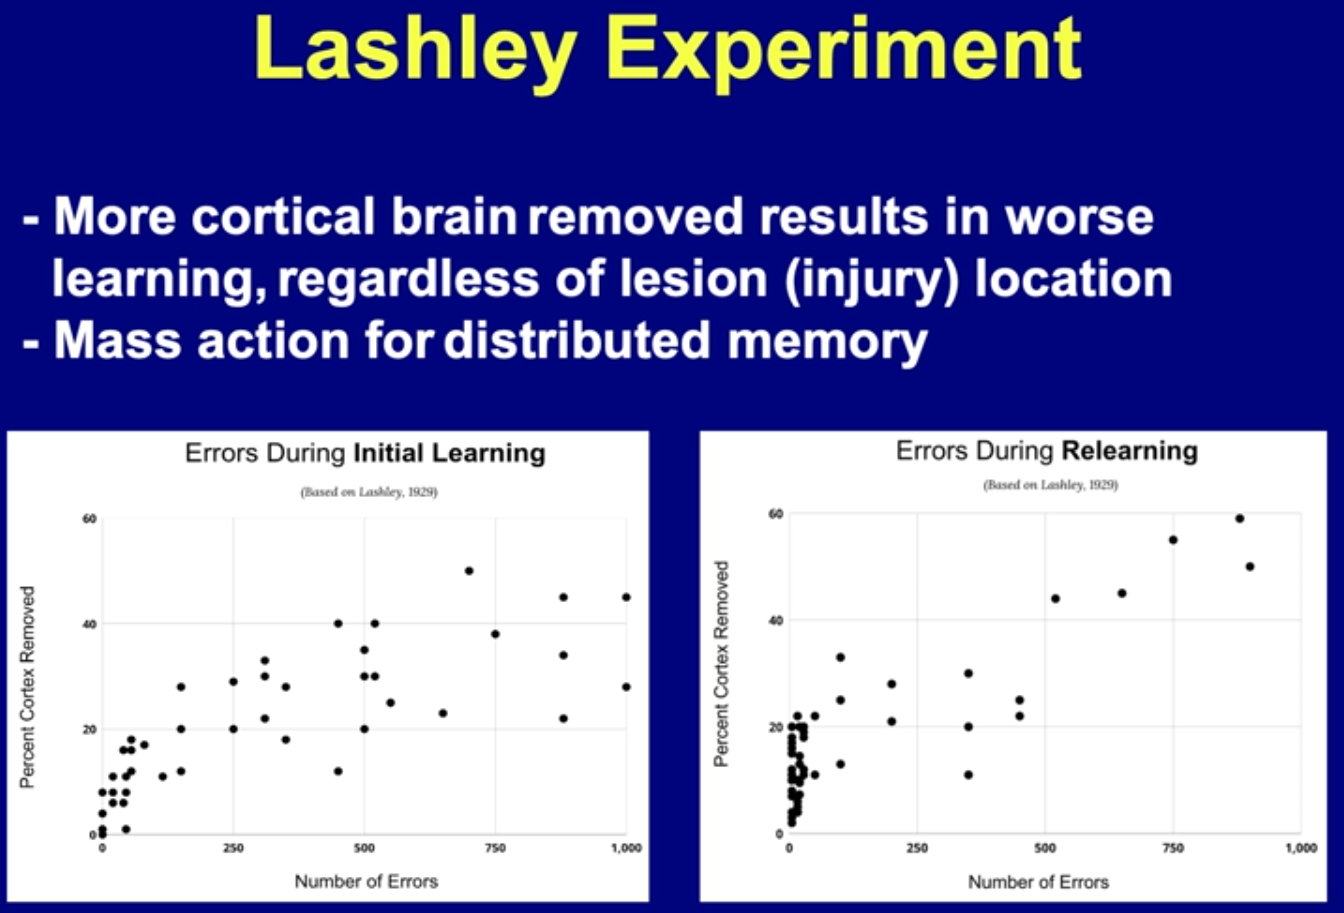 Lashley Experiment
- More cortical brain removed results in worse
learning, regardless of lesion (injury) location
- Mass action for distributed memory
Errors During Initial Learning
(Based on Lashley, 1929)
Percent Cortex Removed
60
40
20
0
0 250 500 750 1,000
Number of Errors
Errors During Relearning
(Based on Lashley, 1929)
Percent Cortex Removed
60
40
20
0
0 250 500 750 1,000
Number of Errors